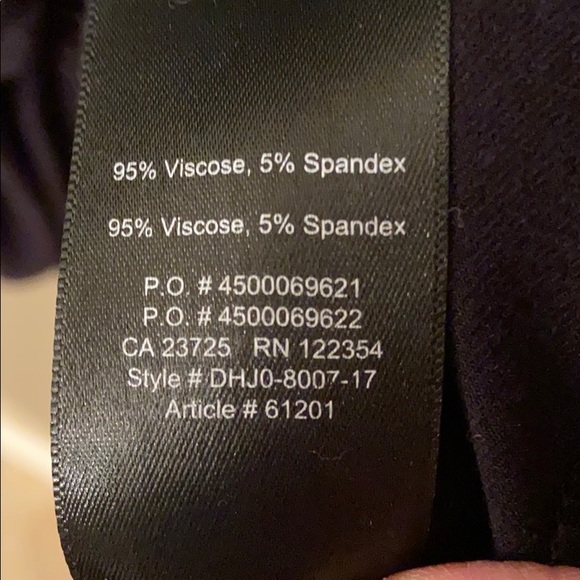 95% Viscose, 5% Spandex
95% Viscose, 5% Spandex
P.O. # 4500069621
P.O. # 4500069622
CA 23725 RN 122354
Style # DHJ0-8007-17
Article # 61201